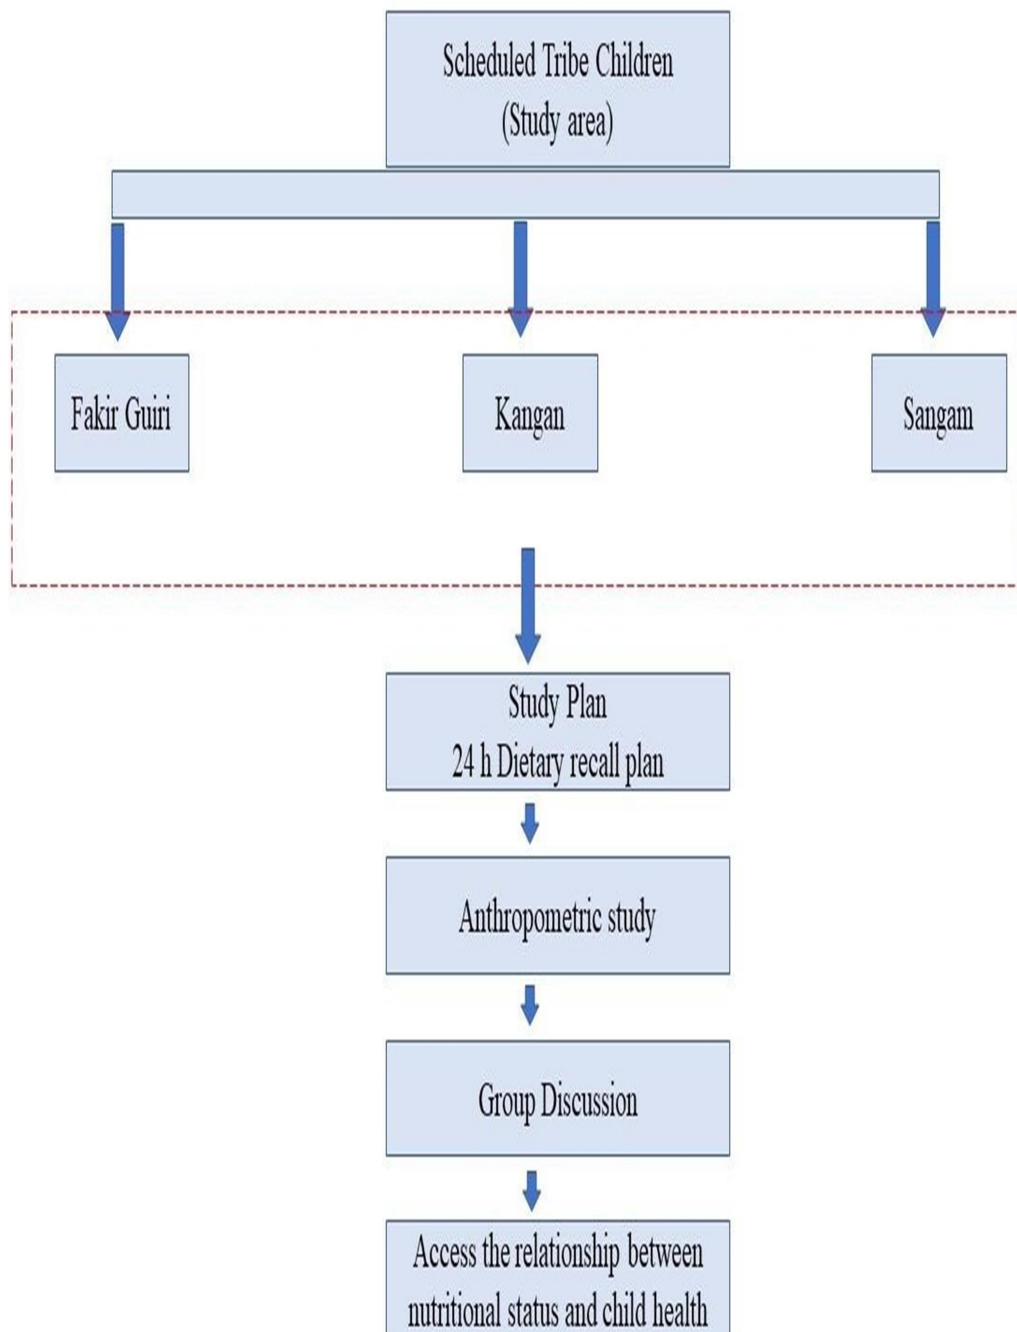 Scheduled Tribe Children
(Study area)
Fakir Guiri
Kangan
Sangam
Study Plan
24 h Dietary recall plan
Anthropometric study
Group Discussion
Access the relationship between
nutritional status and child health